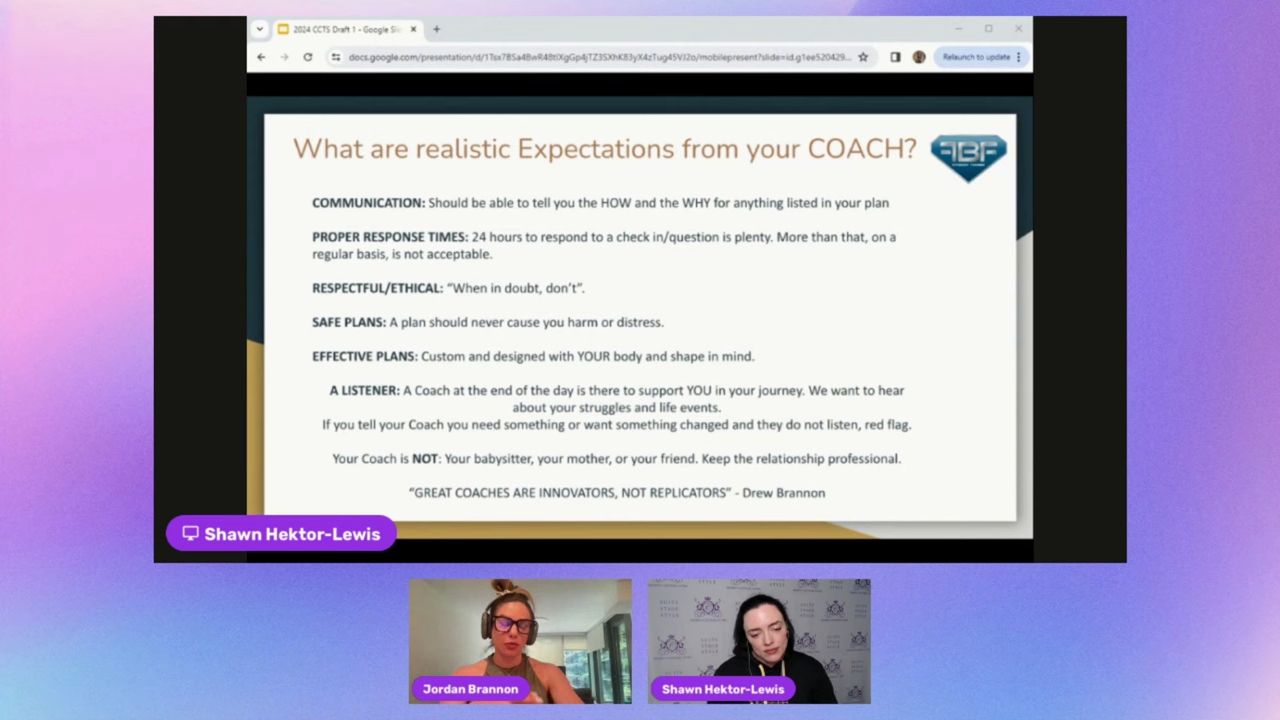 2024 CCTS Draft 1 - Google Sli
Relaunch to update
What are realistic Expectations from your COACH?
FBF
COMMUNICATION: Should be able to tell you the HOW and the WHY for anything listed in your plan
PROPER RESPONSE TIMES: 24 hours to respond to a check in/question is plenty. More than that, on a
regular basis, is not acceptable.
RESPECTFUL/ETHICAL: “When in doubt, don’t”.
SAFE PLANS: A plan should never cause you harm or distress.
EFFECTIVE PLANS: Custom and designed with YOUR body and shape in mind.
A LISTENER: A Coach at the end of the day is there to support YOU in your journey. We want to hear
about your struggles and life events.
If you tell your Coach you need something or want something changed and they do not listen, red flag.
Your Coach is NOT: Your babysitter, your mother, or your friend. Keep the relationship professional.
“GREAT COACHES ARE INNOVATORS, NOT REPLICATORS” - Drew Brannon
Shawn Hektor-Lewis
Jordan Brannon
Shawn Hektor-Lewis